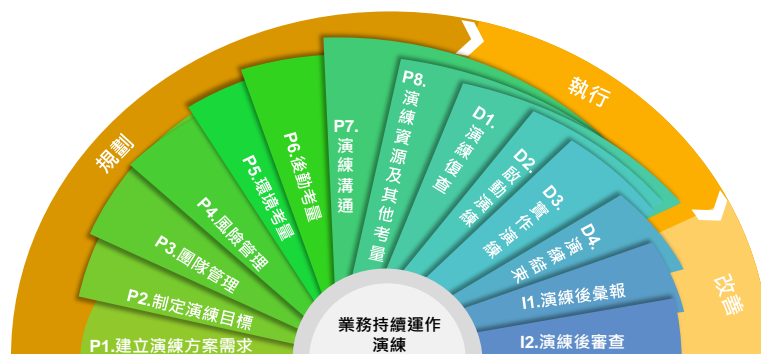 規劃
執行
改善
P1.建立演練方案需求
P2.制定演練目標
P3.團隊管理
P4.風險管理
P5.環境考量
P6.後勤考量
P7.演練溝通
P8.演練資源及其他考量
D1.演練復查
D2.啟動演練
D3.實作演練
D4.演練結束
I1.演練後彙報
I2.演練後審查
業務持續運作
演練